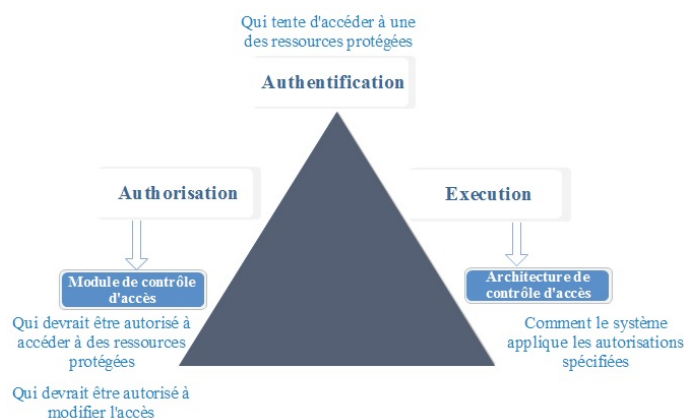 Qui tente d'accéder à une
des ressources protégées
Authentification
Authorisation
Execution
Module de contrôle
d'accès
Architecture de
contrôle d'accès
Qui devrait être autorisé à
accéder à des ressources
protégées
Comment le système
applique les autorisations
spécifiées
Qui devrait être autorisé à
modifier l'accès